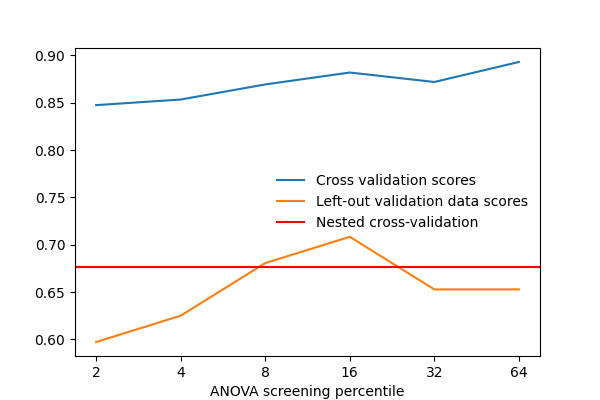 0.90
0.85
0.80
0.75
0.70
0.65
0.60
Cross validation scores
Left-out validation data scores
Nested cross-validation
2 4 8 16 32 64
ANOVA screening percentile